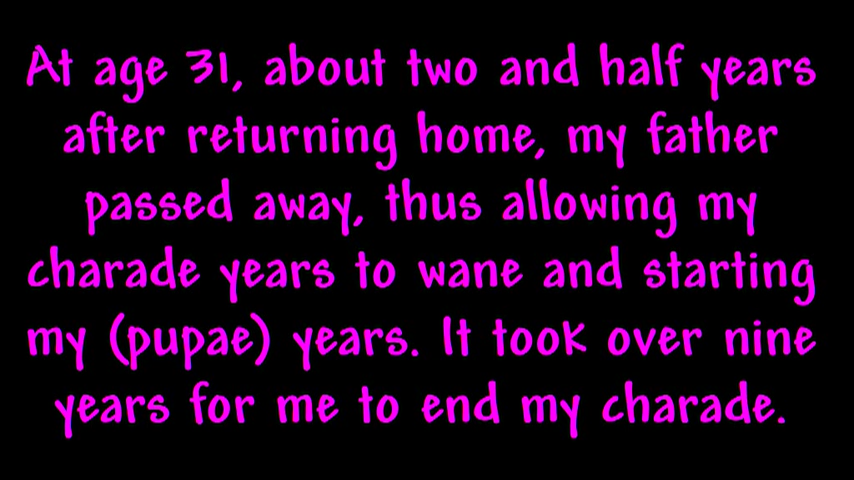 At age 31, about two and half years
after returning home, my father
passed away, thus allowing my
charade years to wane and starting
my (pupae) years. It took over nine
years for me to end my charade.